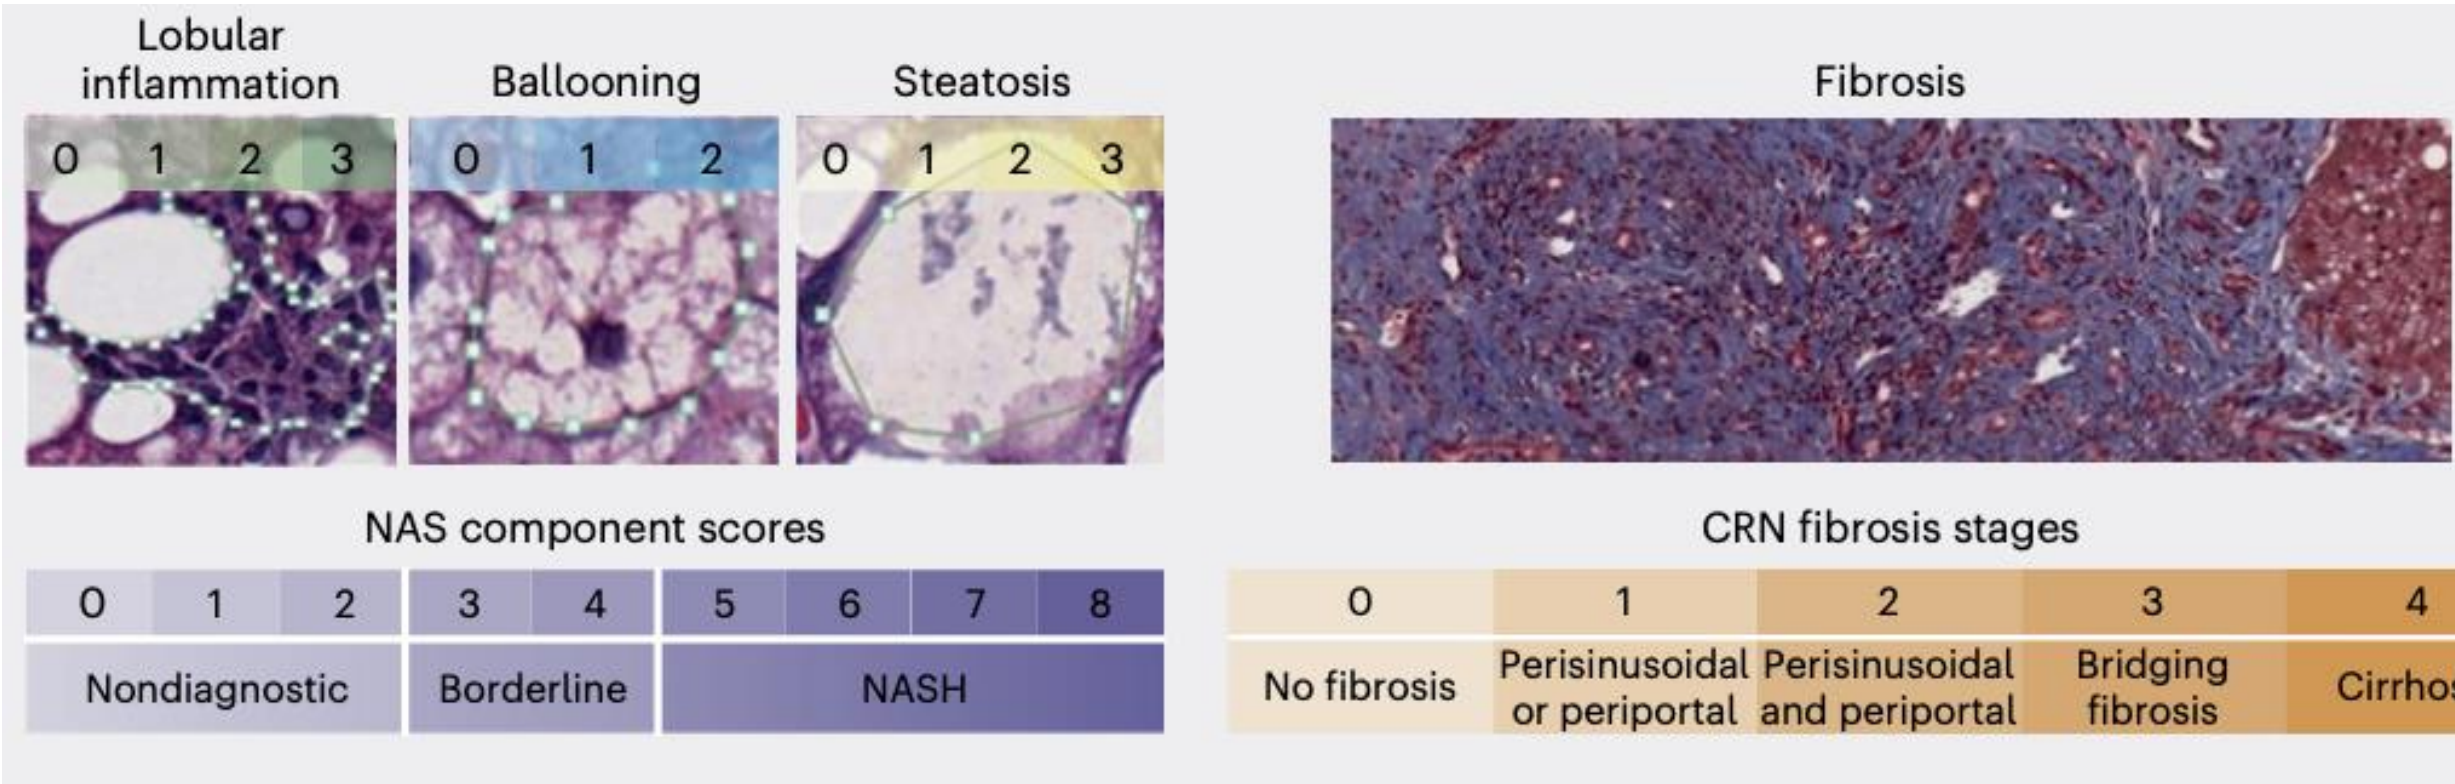 Lobular
inflammation
Ballooning
Steatosis
0 1 2 3
0 1 2
0 1 2 3
NAS component scores
0 1 2 3 4 5 6 7 8
Nondiagnostic
Borderline
NASH
Fibrosis
CRN fibrosis stages
0 1 2 3 4
No fibrosis
Perisinusoidal
or periportal
Perisinusoidal
and periportal
Bridging
fibrosis
Cirrhos